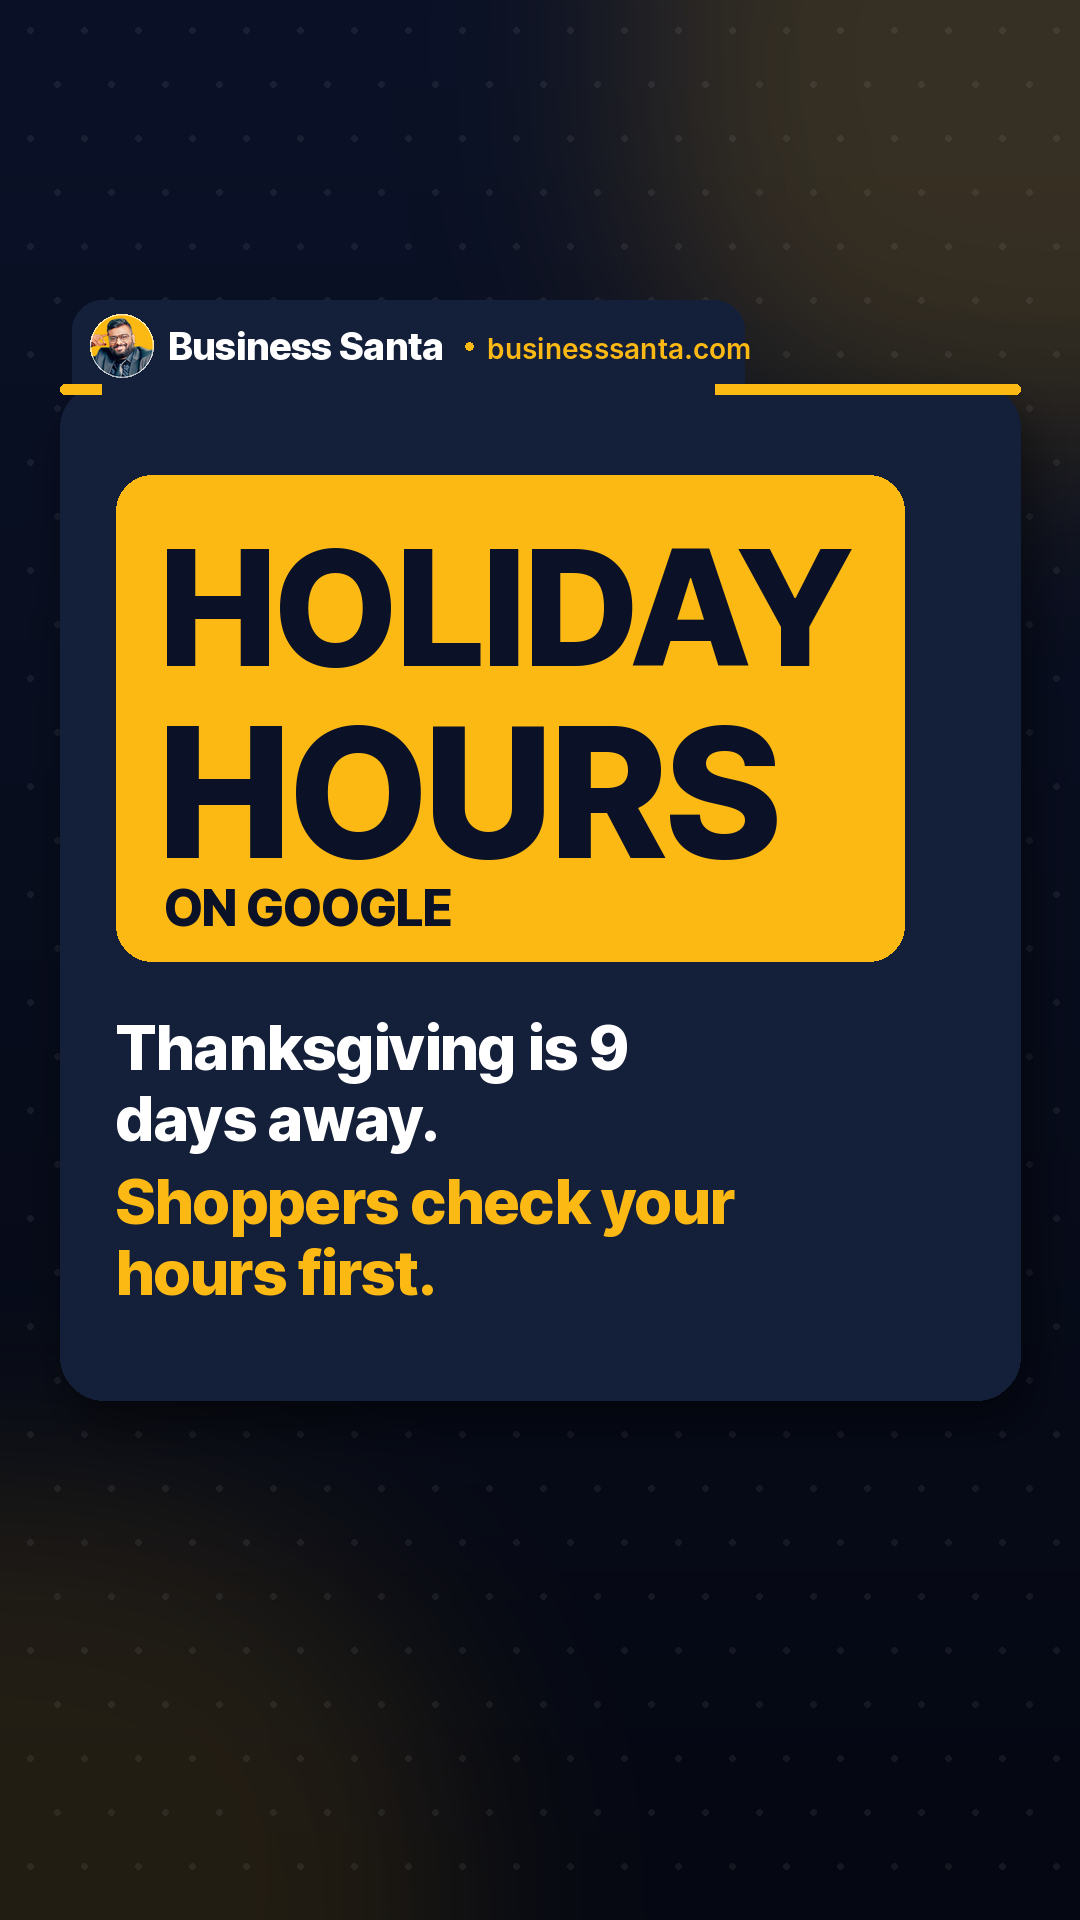 Business Santa • businesssanta.com
HOLIDAY
HOURS
ON GOOGLE
Thanksgiving is 9
days away.
Shoppers check your
hours first.